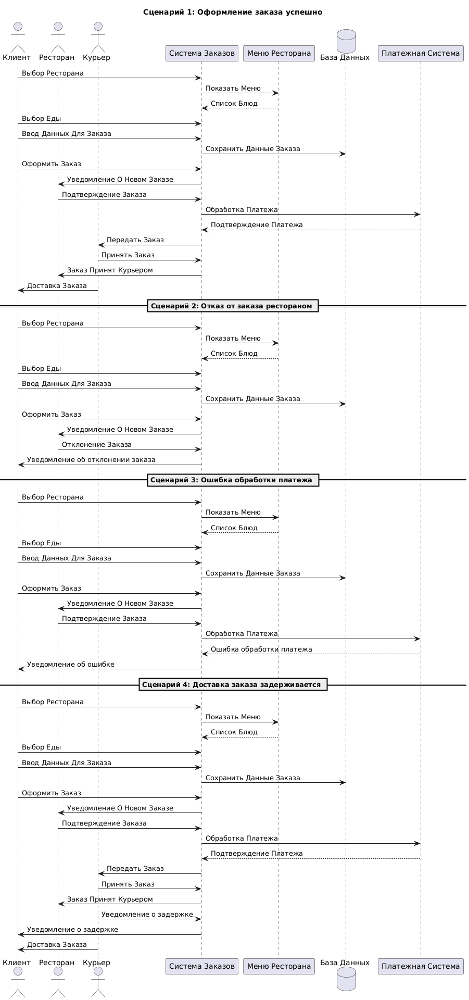 Сценарий 1: Оформление заказа успешно
Клиент Ресторан Курьер Система Заказов Меню Ресторана База Данных Платежная Система
Выбор Ресторана
Показать Меню
Список Блюд
Выбор Еды
Ввод Данных Для Заказа
Сохранить Данные Заказа
Оформить Заказ
Уведомление О Новом Заказе
Подтверждение Заказа
Обработка Платежа
Подтверждение Платежа
Передать Заказ
Принять Заказ
Заказ Принят Курьером
Доставка Заказа
Сценарий 2: Отказ от заказа рестораном
Выбор Ресторана
Показать Меню
Список Блюд
Выбор Еды
Ввод Данных Для Заказа
Сохранить Данные Заказа
Оформить Заказ
Уведомление О Новом Заказе
Отклонение Заказа
Уведомление об отклонении заказа
Сценарий 3: Ошибка обработки платежа
Выбор Ресторана
Показать Меню
Список Блюд
Выбор Еды
Ввод Данных Для Заказа
Сохранить Данные Заказа
Оформить Заказ
Уведомление О Новом Заказе
Подтверждение Заказа
Обработка Платежа
Ошибка обработки платежа
Уведомление об ошибке
Сценарий 4: Доставка заказа задерживается
Выбор Ресторана
Показать Меню
Список Блюд
Выбор Еды
Ввод Данных Для Заказа
Сохранить Данные Заказа
Оформить Заказ
Уведомление О Новом Заказе
Подтверждение Заказа
Обработка Платежа
Подтверждение Платежа
Передать Заказ
Принять Заказ
Заказ Принят Курьером
Уведомление о задержке
Уведомление о задержке
Доставка Заказа
Клиент Ресторан Курьер Система Заказов Меню Ресторана База Данных Платежная Система